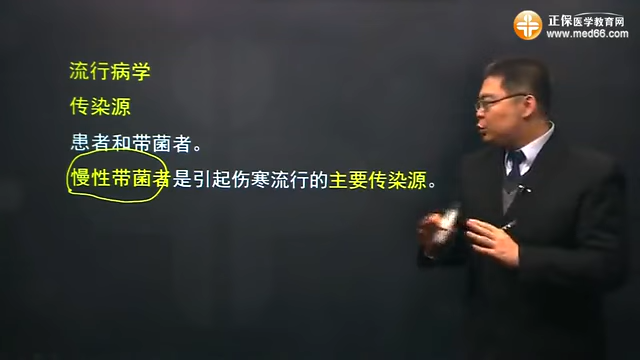 正保医学教育网
www.med66.com
流行病学
传染源
患者和带菌者。
慢性带菌者是引起伤寒流行的主要传染源。